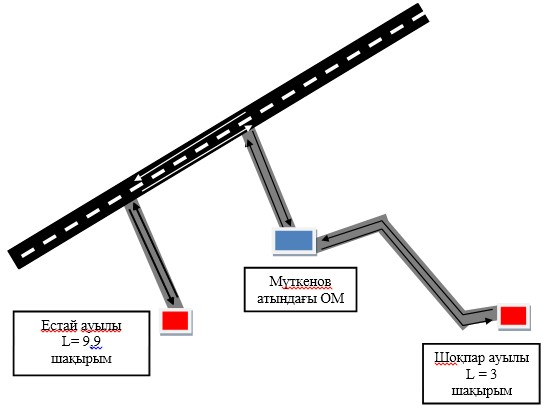 Мүткенов
атындағы ОМ
Естай ауылы
L= 9,9
шақырым
Шоқпар ауылы
L = 3
шақырым